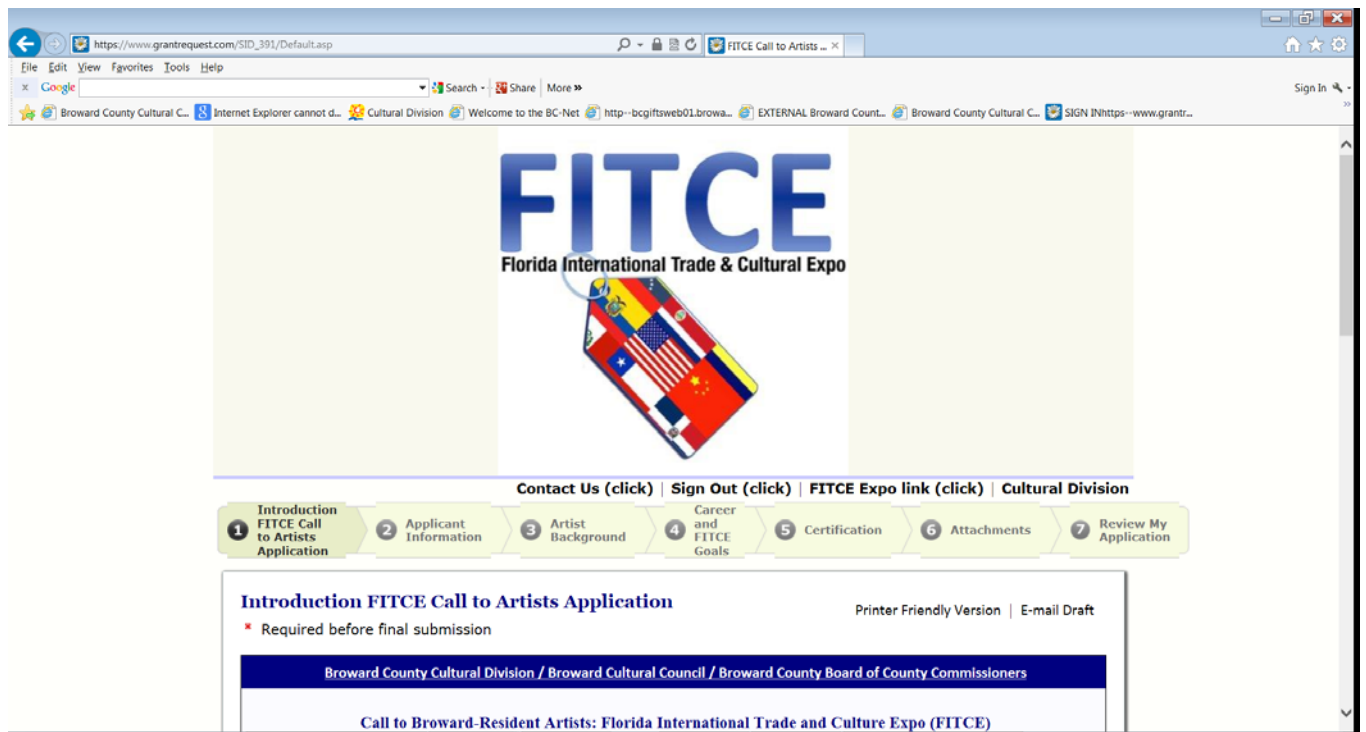 https://www.grantrequest.com/SID_391/Default.asp
FITCE Call to Artists ...
File Edit View Favorites Tools Help
x Google Search Share More »
Sign In
Broward County Cultural C... Internet Explorer cannot d... Cultural Division Welcome to the BC-Net http--bcgiftsweb01.browa... EXTERNAL Broward Count... Broward County Cultural C... SIGN INhttps--www.grantr...
FITCE
Florida International Trade & Cultural Expo
Contact Us (click) | Sign Out (click) | FITCE Expo link (click) | Cultural Division
1 Introduction FITCE Call to Artists Application
2 Applicant Information
3 Artist Background
4 Career and FITCE Goals
5 Certification
6 Attachments
7 Review My Application
Introduction FITCE Call to Artists Application
Printer Friendly Version | E-mail Draft
* Required before final submission
Broward County Cultural Division / Broward Cultural Council / Broward County Board of County Commissioners
Call to Broward-Resident Artists: Florida International Trade and Culture Expo (FITCE)